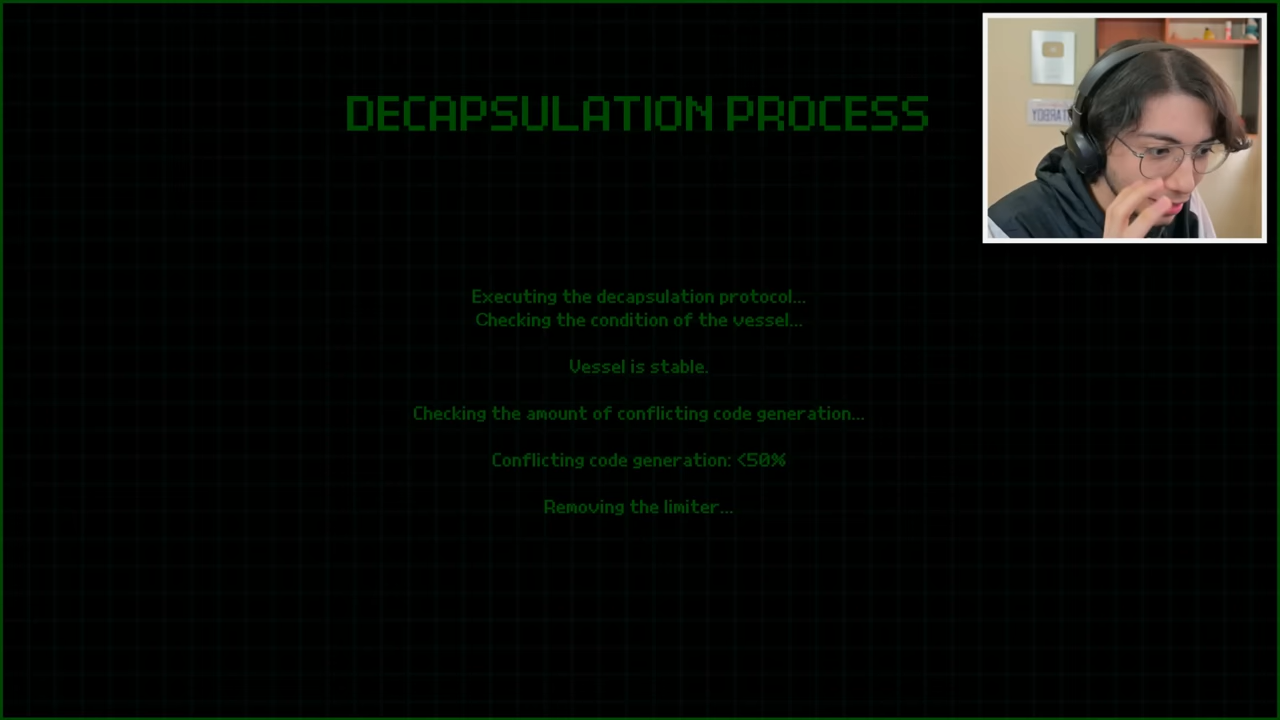 DECAPSULATION PROCESS
Executing the decapsulation protocol...
Checking the condition of the vessel...
Vessel is stable.
Checking the amount of conflicting code generation...
Conflicting code generation: <50%
Removing the limiter...